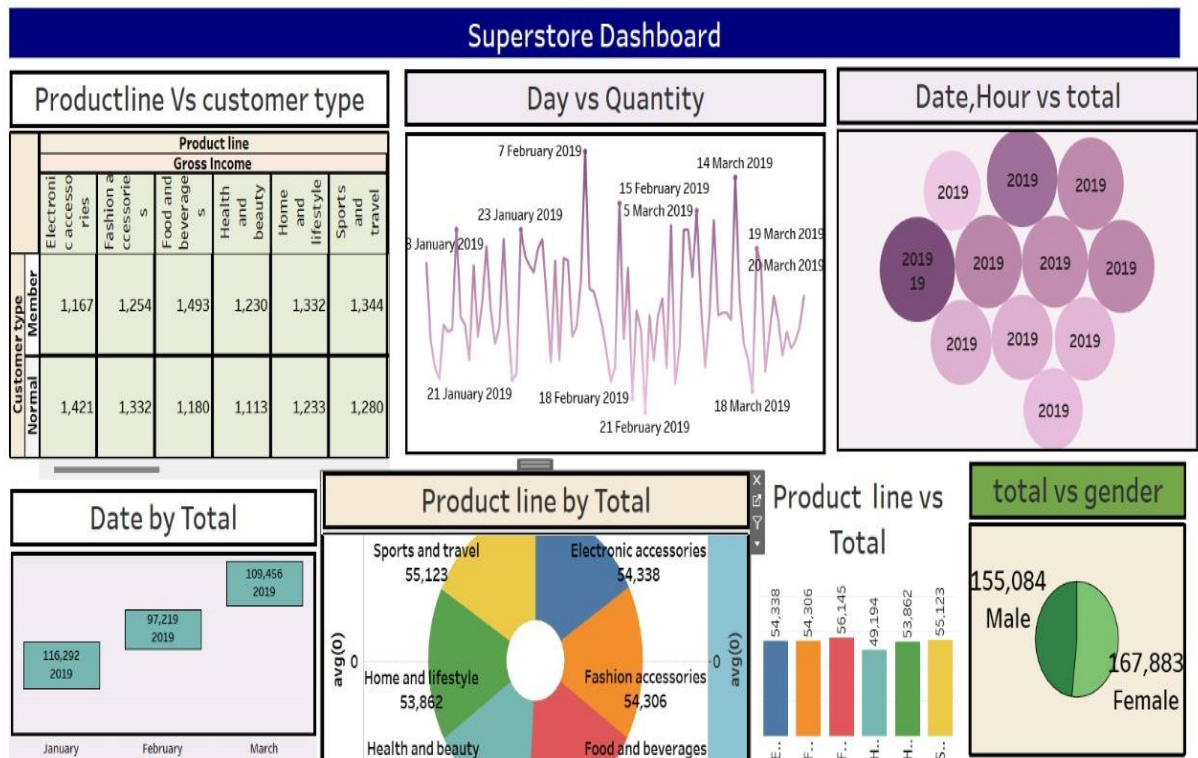 Superstore Dashboard
Productline Vs customer type
Product line
Gross Income
Electroni
c accesso
ries
Fashion a
ccessorie
s
Food and
beverage
s
Health
and
beauty
Home
and
lifestyle
Sports
and
travel
Customer type
Member
1,167 1,254 1,493 1,230 1,332 1,344
Normal
1,421 1,332 1,180 1,113 1,233 1,280
Day vs Quantity
7 February 2019
14 March 2019
15 February 2019
5 March 2019
23 January 2019
8 January 2019
19 March 2019
20 March 2019
21 January 2019
18 February 2019
18 March 2019
21 February 2019
Date,Hour vs total
2019
2019
2019
2019
19
2019
2019
2019
2019
2019
2019
2019
Date by Total
109,456
2019
97,219
2019
116,292
2019
January February March
Product line by Total
Sports and travel
55,123
Electronic accessories
54,338
avg(0)
0
Home and lifestyle
53,862
Fashion accessories
54,306
0
avg(0)
Health and beauty
Food and beverages
Product line vs
Total
54,338
54,306
56,145
49,194
53,862
55,123
E..
F..
F..
H..
H..
S..
total vs gender
155,084
Male
167,883
Female